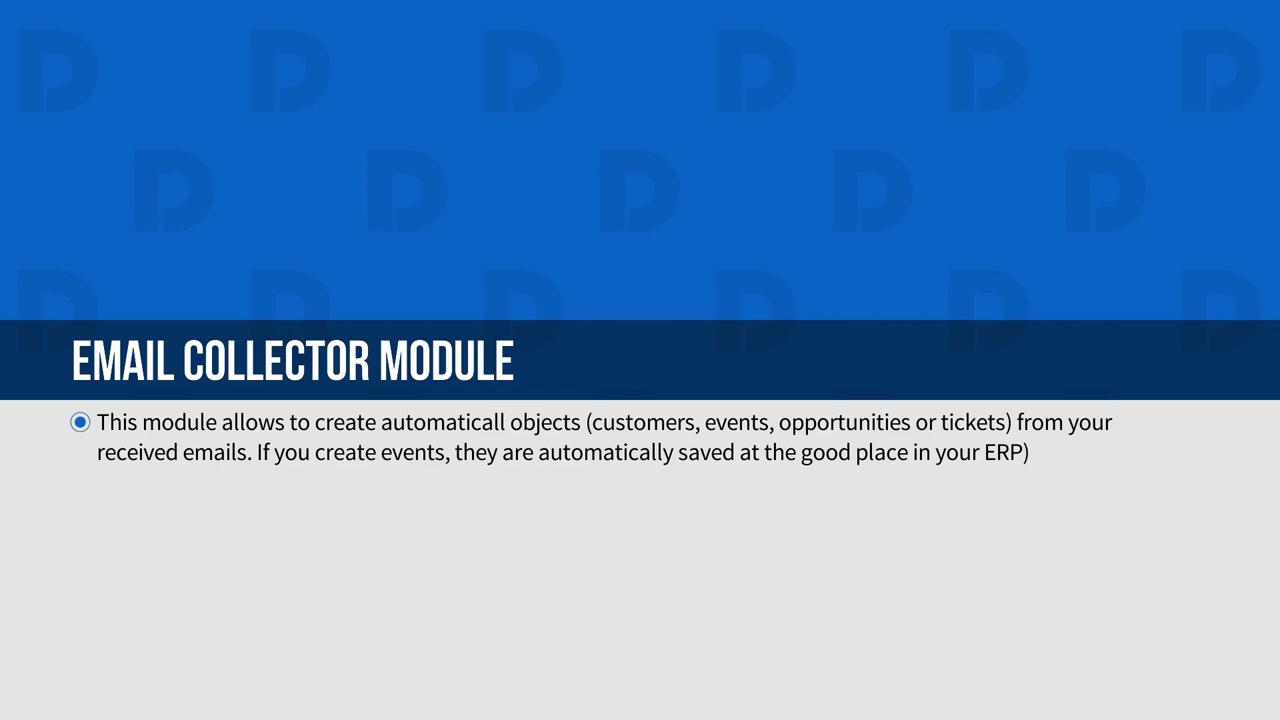 EMAIL COLLECTOR MODULE
This module allows to create automaticall objects (customers, events, opportunities or tickets) from your
received emails. If you create events, they are automatically saved at the good place in your ERP)